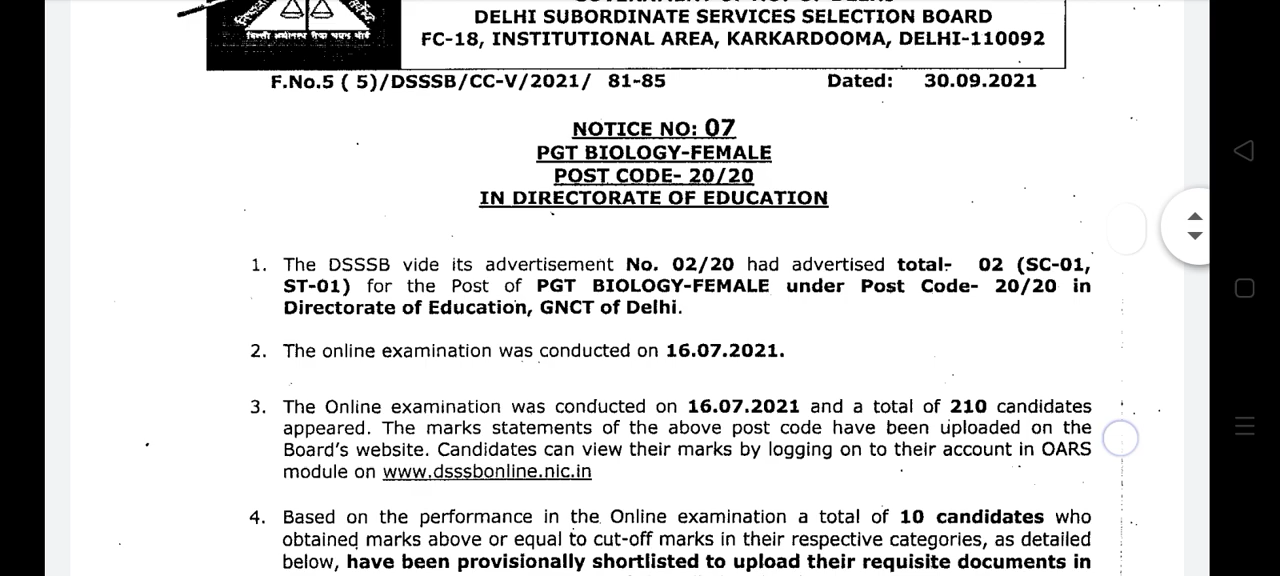 DELHI SUBORDINATE SERVICES SELECTION BOARD
FC-18, INSTITUTIONAL AREA, KARKARDOOMA, DELHI-110092
F.No.5 ( 5)/DSSSB/CC-V/2021/ 81-85 Dated: 30.09.2021
NOTICE NO: 07
PGT BIOLOGY-FEMALE
POST CODE- 20/20
IN DIRECTORATE OF EDUCATION
1. The DSSSB vide its advertisement No. 02/20 had advertised total- 02 (SC-01,
ST-01) for the Post of PGT BIOLOGY-FEMALE under Post Code- 20/20 in
Directorate of Education, GNCT of Delhi.
2. The online examination was conducted on 16.07.2021.
3. The Online examination was conducted on 16.07.2021 and a total of 210 candidates
appeared. The marks statements of the above post code have been uploaded on the
Board's website. Candidates can view their marks by logging on to their account in OARS
module on www.dsssbonline.nic.in
4. Based on the performance in the Online examination a total of 10 candidates who
obtained marks above or equal to cut-off marks in their respective categories, as detailed
below, have been provisionally shortlisted to upload their requisite documents in